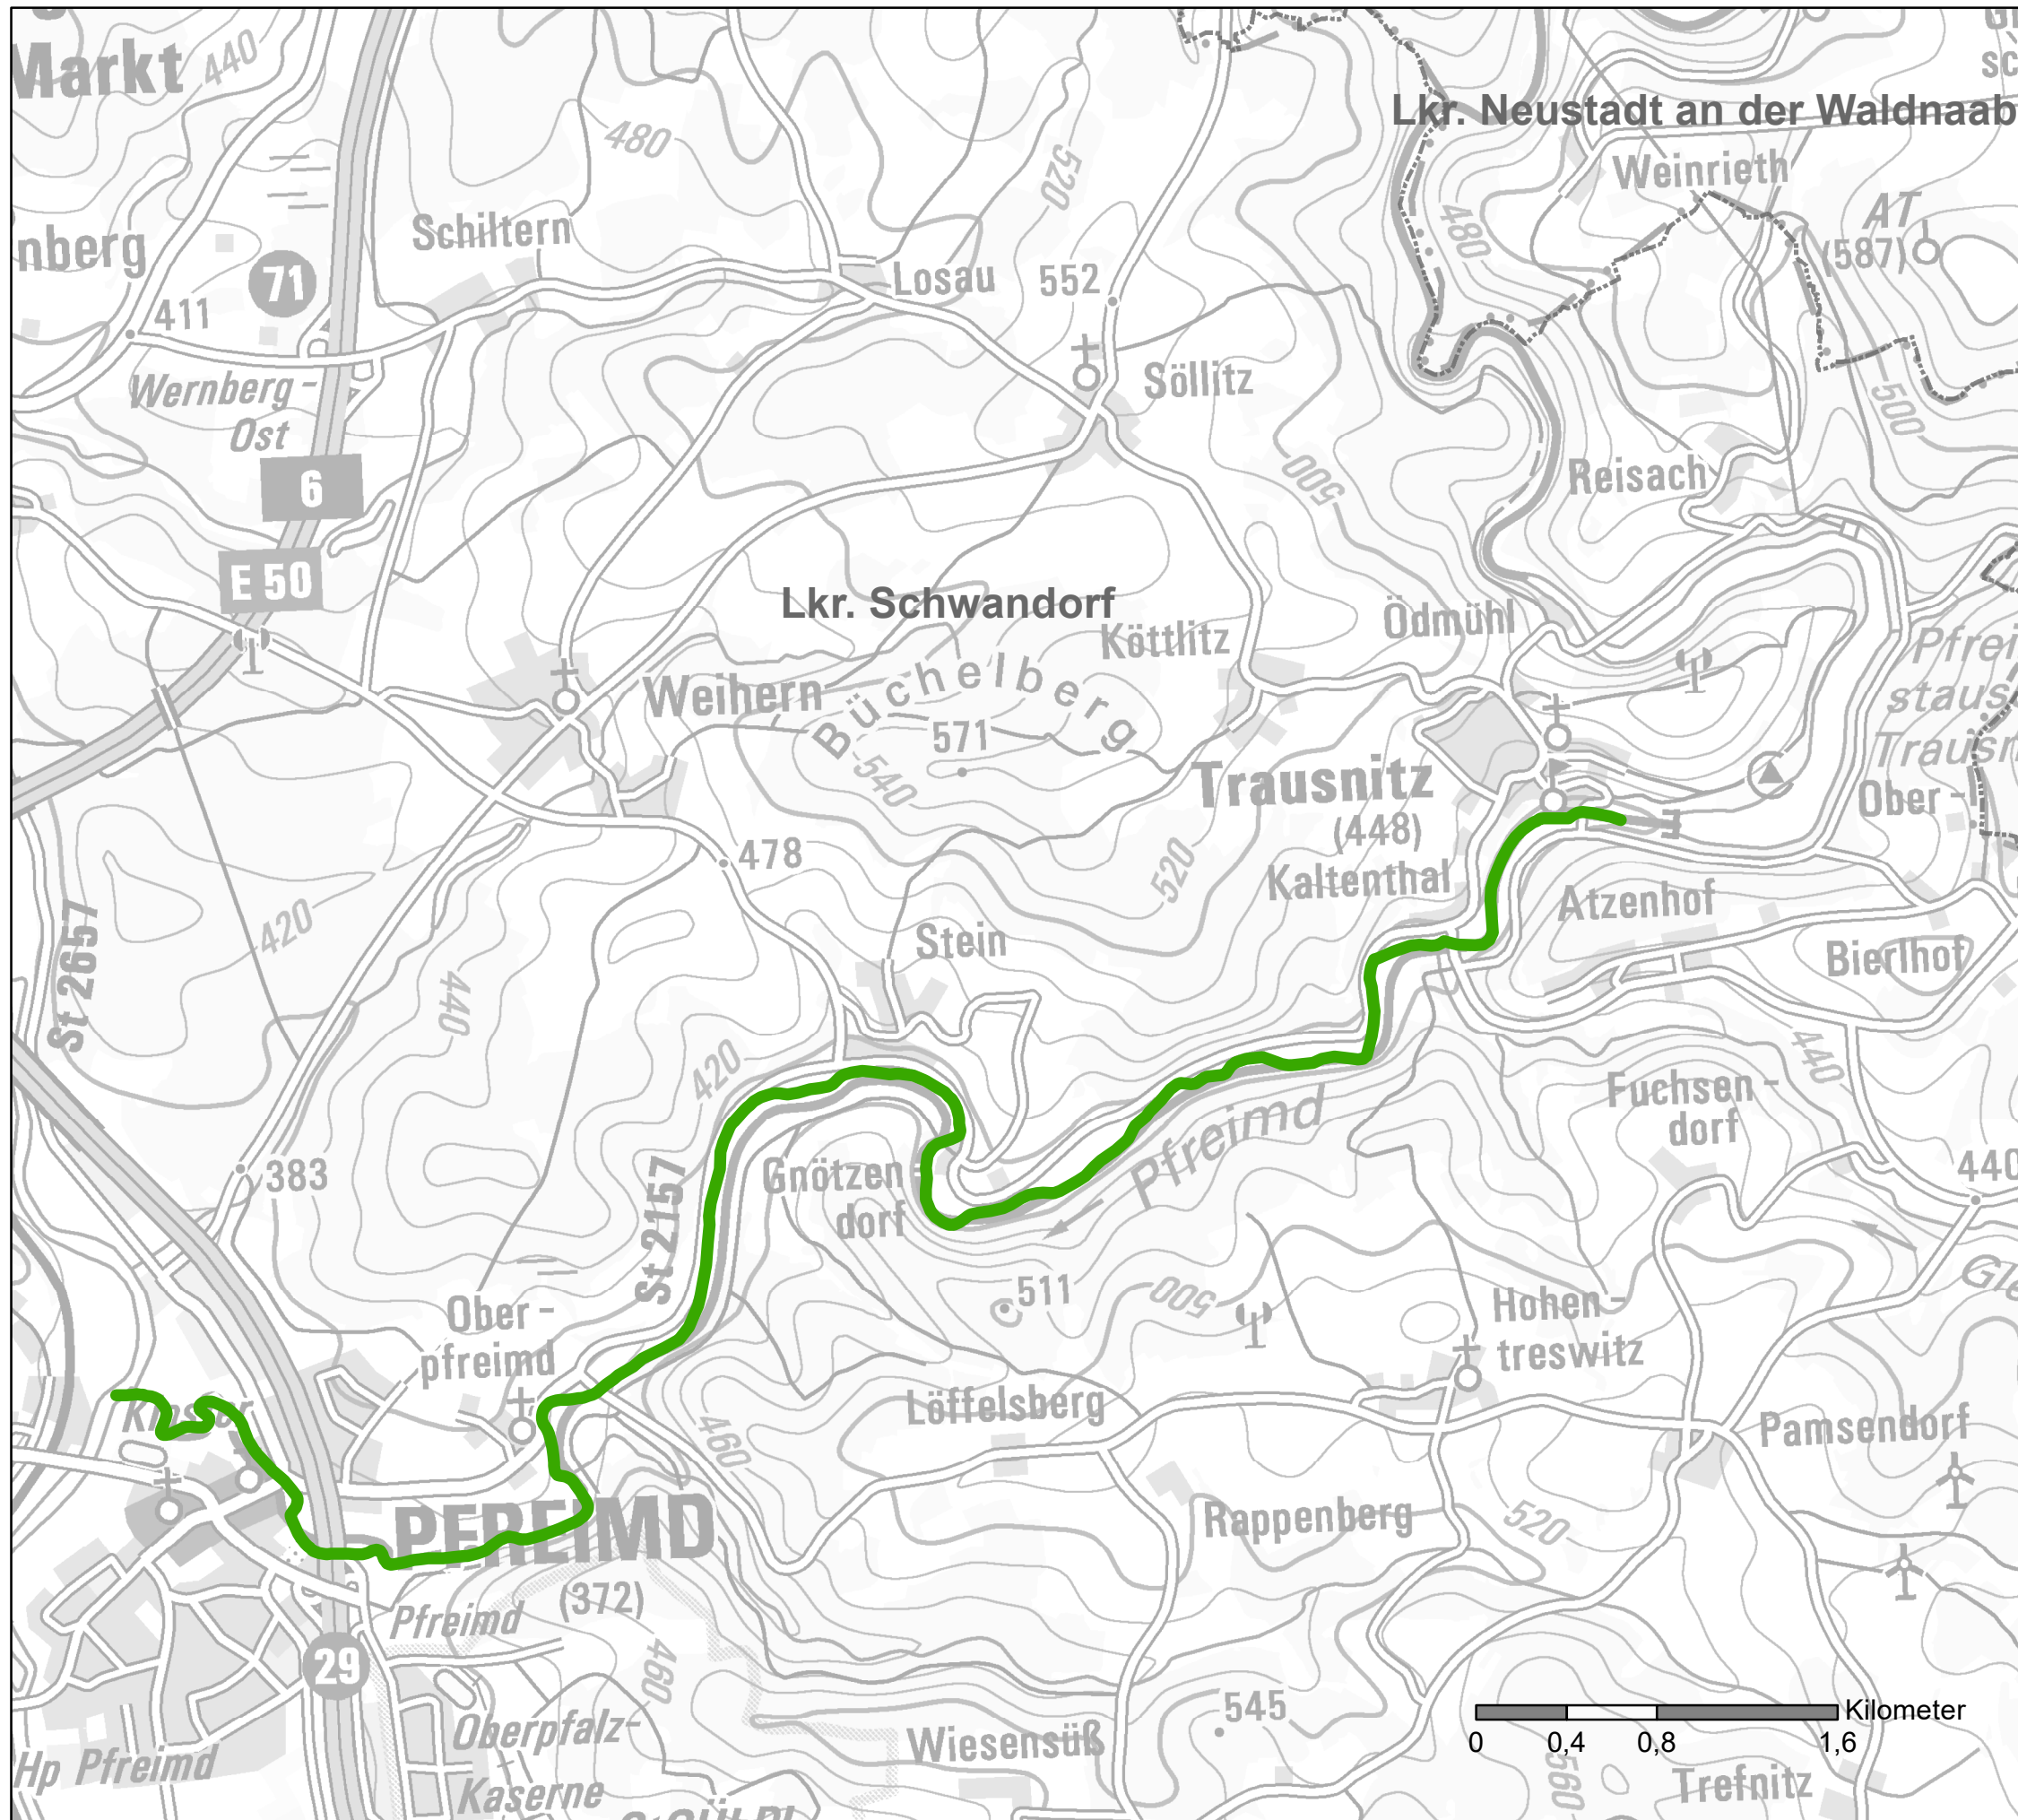 Markt
440
480
520
Lkr. Neustadt an der Waldnaab
Weinrieth
AT
(587)
480
nberg
71
Schiltern
Losau
552
411
Wernberg-
Ost
Söllitz
500
500
Reisach
6
E 50
Lkr. Schwandorf
Köttlitz
Ödmühl
Pfrei
staus
Weihern
Büchelberg
571
540
Trausnitz
(448)
Ober-
478
520
Kaltenthal
Atzenhof
Bierlhof
St 2657
420
440
Stein
420
440
Fuchsen-
dorf
Pfreimd
383
Gnötzen-
dorf
St 2157
440
511
500
Ober-
pfreimd
Hohen-
treswitz
Löffelsberg
460
Pamsendorf
PFREIMD
(372)
Rappenberg
520
Pfreimd
29
460
545
Kilometer
0
0,4
0,8
1,6
Oberpfalz-
Kaserne
Wiesensüß
Hp Pfreimd
560
Trefnitz